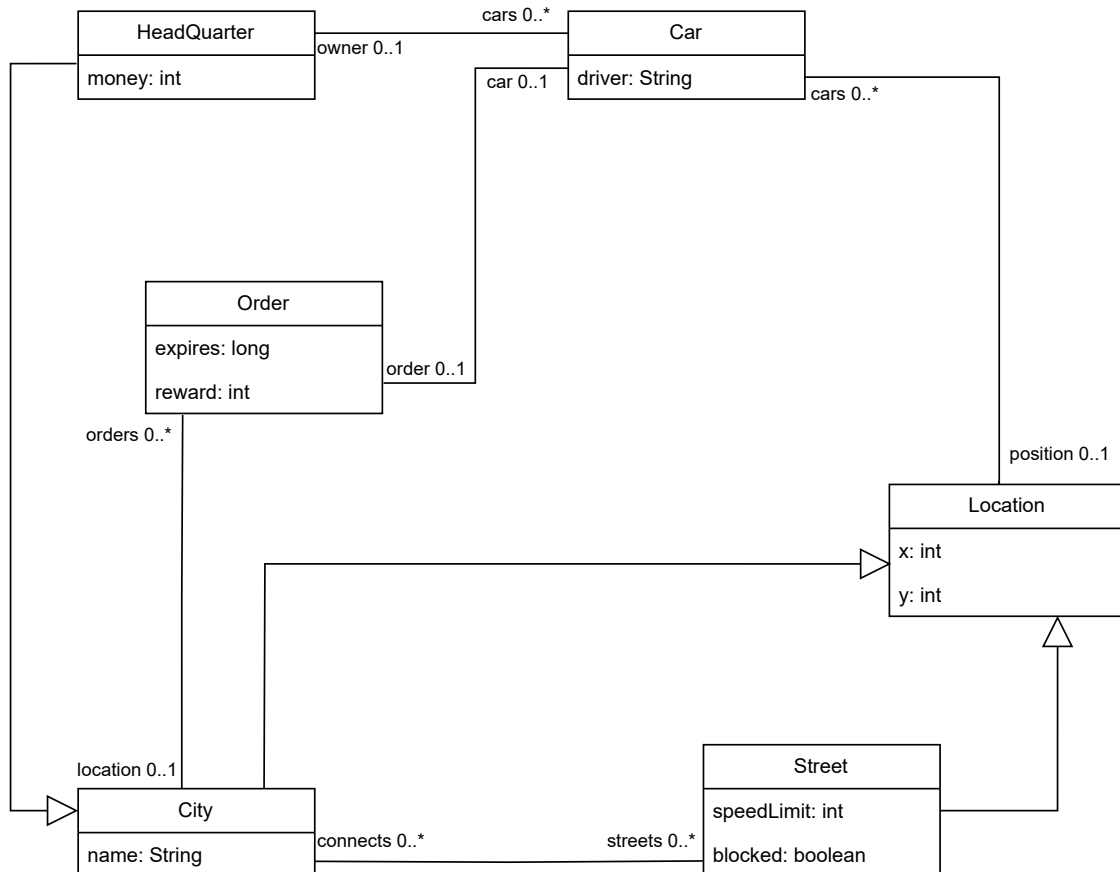 HeadQuarter
money: int
cars 0..*
owner 0..1
Car
driver: String
car 0..1
cars 0..*
Order
expires: long
reward: int
order 0..1
orders 0..*
position 0..1
Location
x: int
y: int
location 0..1
City
name: String
connects 0..*
streets 0..*
Street
speedLimit: int
blocked: boolean